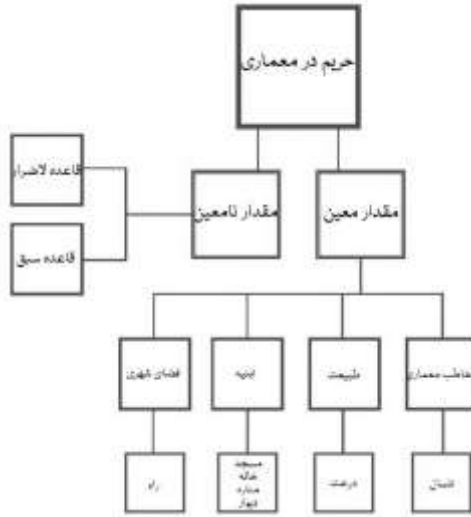 حریم در معماری
مقدار معین
مقدار نامعین
قاعده لاضرار
قاعده سبق
مخاطب معماری
طبیعت
ابنیه
فضای شهری
انسان
درخت
مسجد
خانه
مناره
دیوار
راه